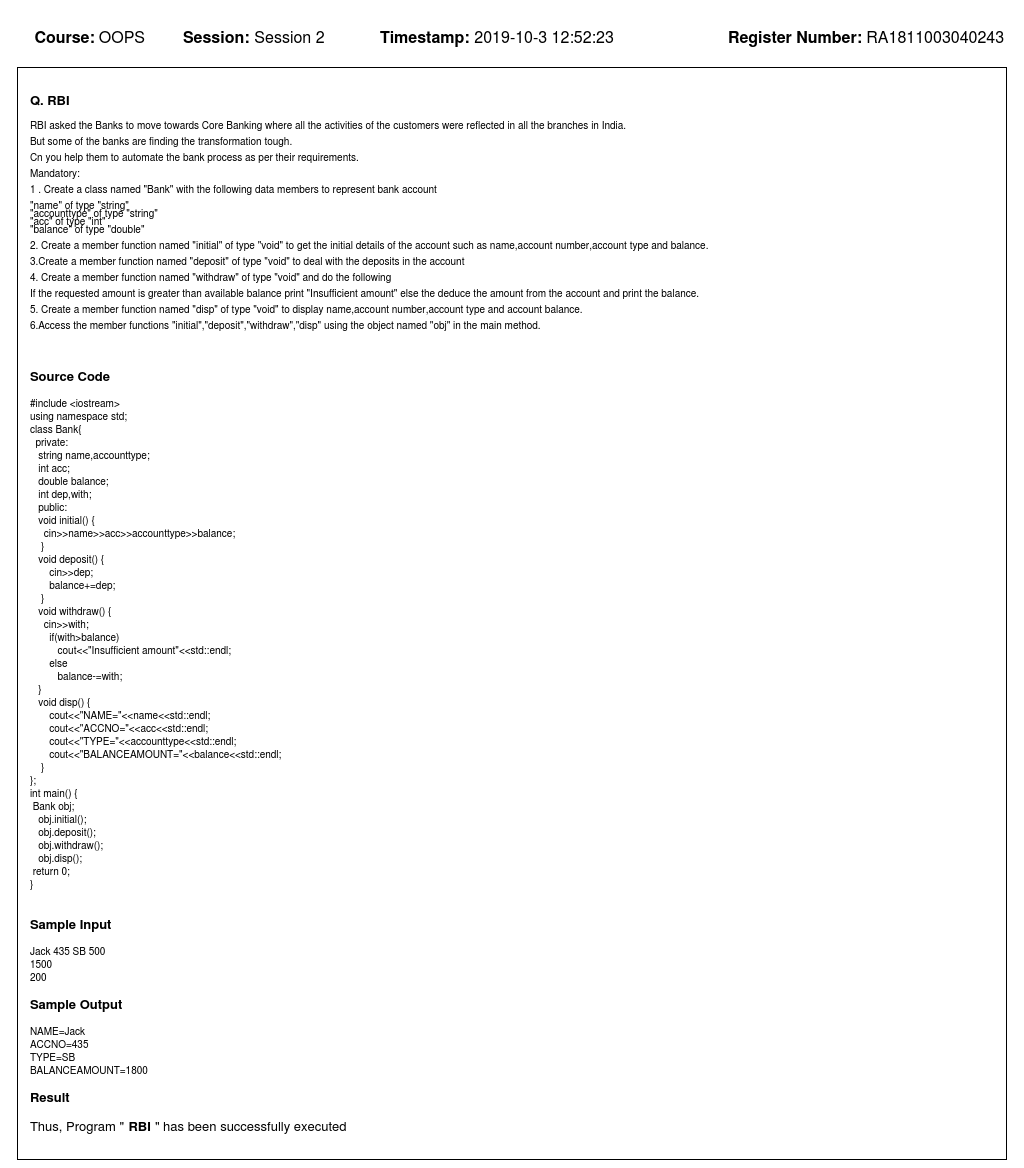 Course: OOPS Session: Session 2 Timestamp: 2019-10-3 12:52:23 Register Number: RA1811003040243
Q. RBI
RBI asked the Banks to move towards Core Banking where all the activities of the customers were reflected in all the branches in India.
But some of the banks are finding the transformation tough.
Cn you help them to automate the bank process as per their requirements.
Mandatory:
1 . Create a class named "Bank" with the following data members to represent bank account
"name" of type "string"
"accounttype" of type "string"
"acc" of type "int"
"balance" of type "double"
2. Create a member function named "initial" of type "void" to get the initial details of the account such as name,account number,account type and balance.
3.Create a member function named "deposit" of type "void" to deal with the deposits in the account
4. Create a member function named "withdraw" of type "void" and do the following
If the requested amount is greater than available balance print "Insufficient amount" else the deduce the amount from the account and print the balance.
5. Create a member function named "disp" of type "void" to display name,account number,account type and account balance.
6.Access the member functions "initial","deposit","withdraw","disp" using the object named "obj" in the main method.
Source Code
#include <iostream>
using namespace std;
class Bank{
private:
string name,accounttype;
int acc;
double balance;
int dep,with;
public:
void initial() {
cin>>name>>acc>>accounttype>>balance;
}
void deposit() {
cin>>dep;
balance+=dep;
}
void withdraw() {
cin>>with;
if(with>balance)
cout<<"Insufficient amount"<<std::endl;
else
balance-=with;
}
void disp() {
cout<<"NAME="<<name<<std::endl;
cout<<"ACCNO="<<acc<<std::endl;
cout<<"TYPE="<<accounttype<<std::endl;
cout<<"BALANCEAMOUNT="<<balance<<std::endl;
}
};
int main() {
Bank obj;
obj.initial();
obj.deposit();
obj.withdraw();
obj.disp();
return 0;
}
Sample Input
Jack 435 SB 500
1500
200
Sample Output
NAME=Jack
ACCNO=435
TYPE=SB
BALANCEAMOUNT=1800
Result
Thus, Program " RBI " has been successfully executed